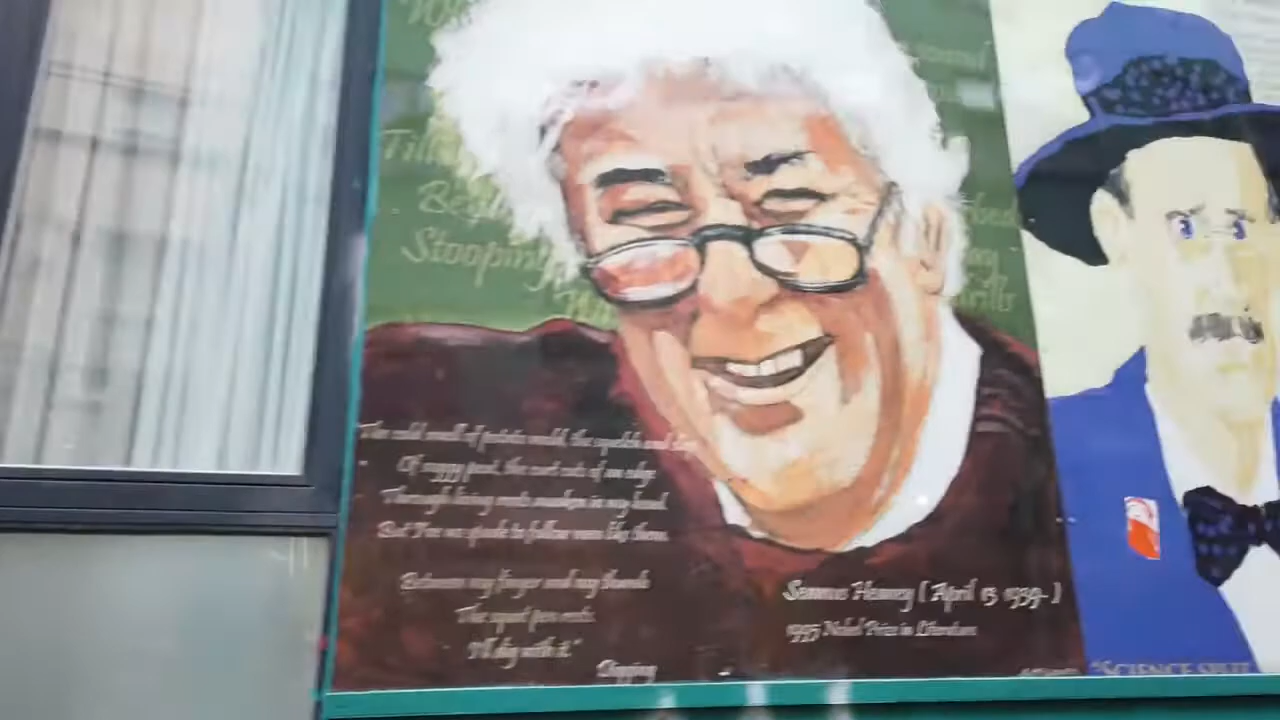 Till
Stooping
The cold smell of potato mould, the squelch and slap
Of soggy peat, the curt cuts of an edge
Through living roots awaken in my head.
But I've no spade to follow men like them.
Between my finger and my thumb
The squat pen rests.
I'll dig with it."
Digging
Seamus Heaney ( April 13 1939- )
1995 Nobel Prize in Literature
"SCIENCE SPLIT